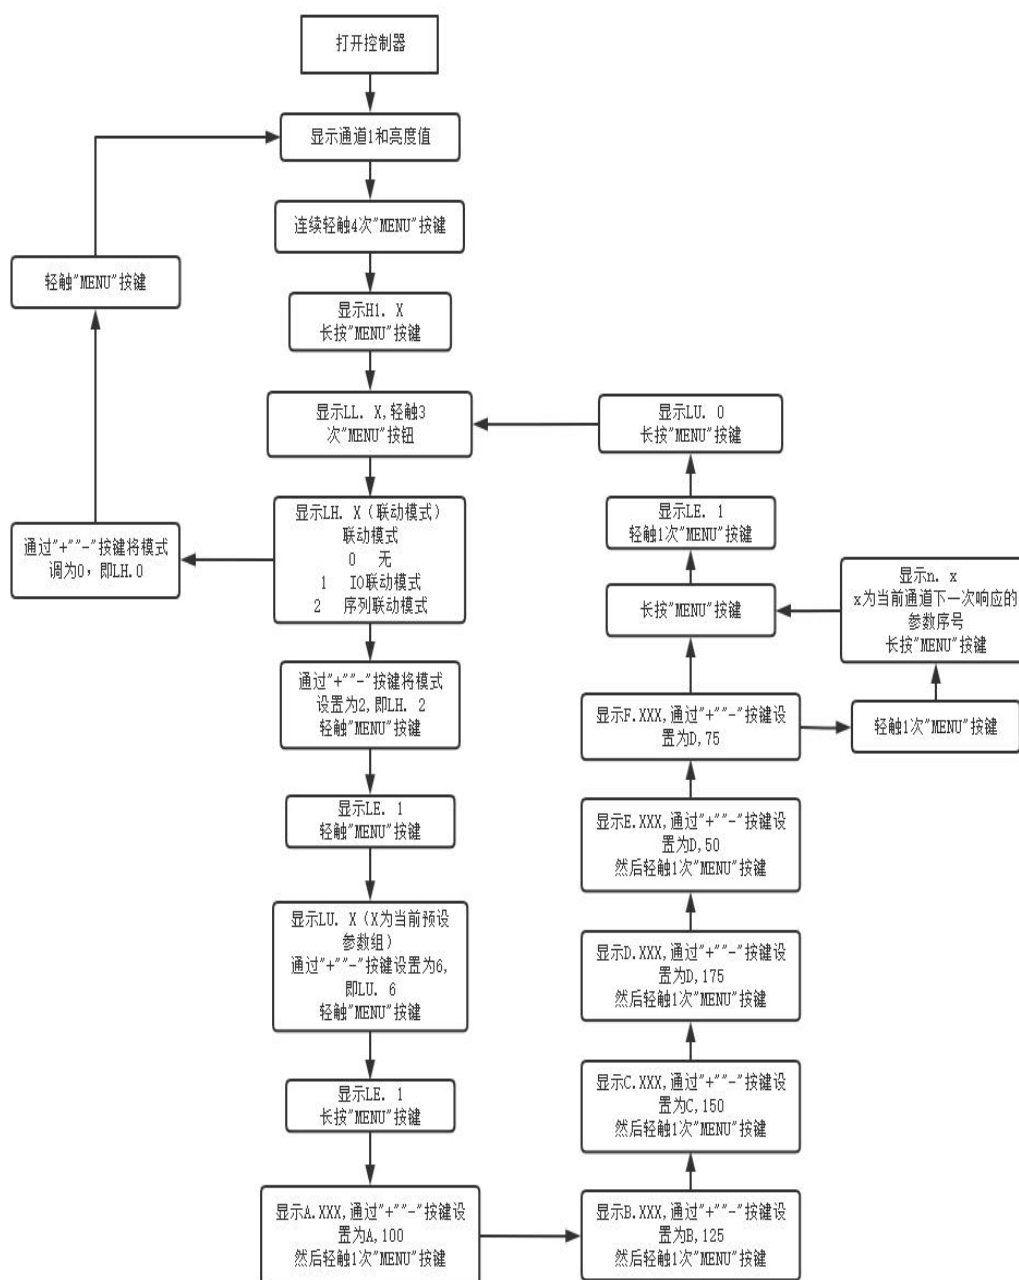 打开控制器
显示通道1和亮度值
连续轻触4次"MENU"按键
轻触"MENU"按键
显示H1. X
长按"MENU"按键
显示LL. X,轻触3
次"MENU"按钮
显示LU. 0
长按"MENU"按键
显示LH. X（联动模式）
联动模式
0 无
1 IO联动模式
2 序列联动模式
通过"+""-"按键将模式
调为0，即LH.0
显示LE. 1
轻触1次"MENU"按键
长按"MENU"按键
显示n. x
x为当前通道下一次响应的
参数序号
长按"MENU"按键
通过"+""-"按键将模式
设置为2,即LH. 2
轻触"MENU"按键
显示F.XXX,通过"+""-"按键设
置为D,75
轻触1次"MENU"按键
显示LE. 1
轻触"MENU"按键
显示E.XXX,通过"+""-"按键设
置为D,50
然后轻触1次"MENU"按键
显示LU. X（X为当前预设
参数组）
通过"+""-"按键设置为6,
即LU. 6
轻触"MENU"按键
显示D.XXX,通过"+""-"按键设
置为D,175
然后轻触1次"MENU"按键
显示LE. 1
长按"MENU"按键
显示C.XXX,通过"+""-"按键设
置为C,150
然后轻触1次"MENU"按键
显示A.XXX,通过"+""-"按键设
置为A,100
然后轻触1次"MENU"按键
显示B.XXX,通过"+""-"按键设
置为B,125
然后轻触1次"MENU"按键